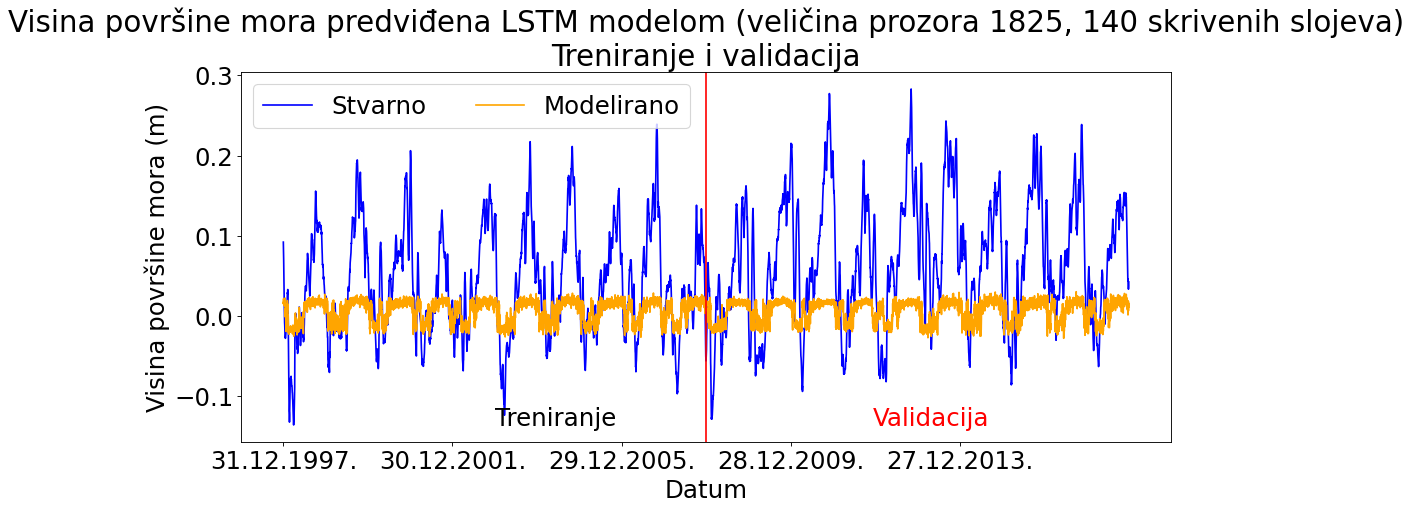 Visina površine mora predviđena LSTM modelom (veličina prozora 1825, 140 skrivenih slojeva)
Treniranje i validacija
Stvarno
Modelirano
Visina površine mora (m)
0.3
0.2
0.1
0.0
−0.1
Treniranje
Validacija
31.12.1997.
30.12.2001.
29.12.2005.
28.12.2009.
27.12.2013.
Datum